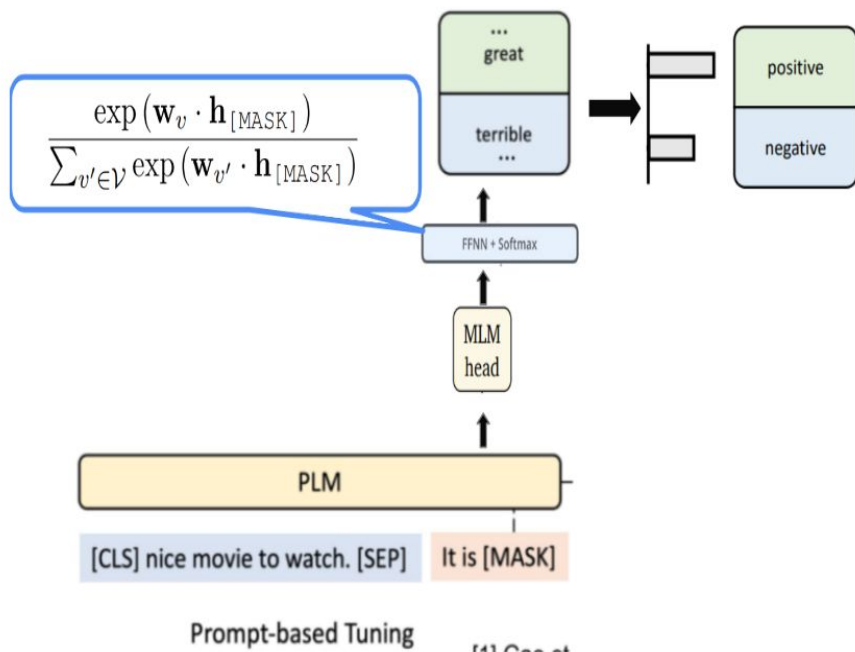 ...
great
terrible
...
positive
negative
exp (w_v · h_[MASK])
∑_{v'∈𝒱} exp (w_{v'} · h_[MASK])
FFNN + Softmax
MLM
head
PLM
[CLS] nice movie to watch. [SEP] It is [MASK]
Prompt-based Tuning